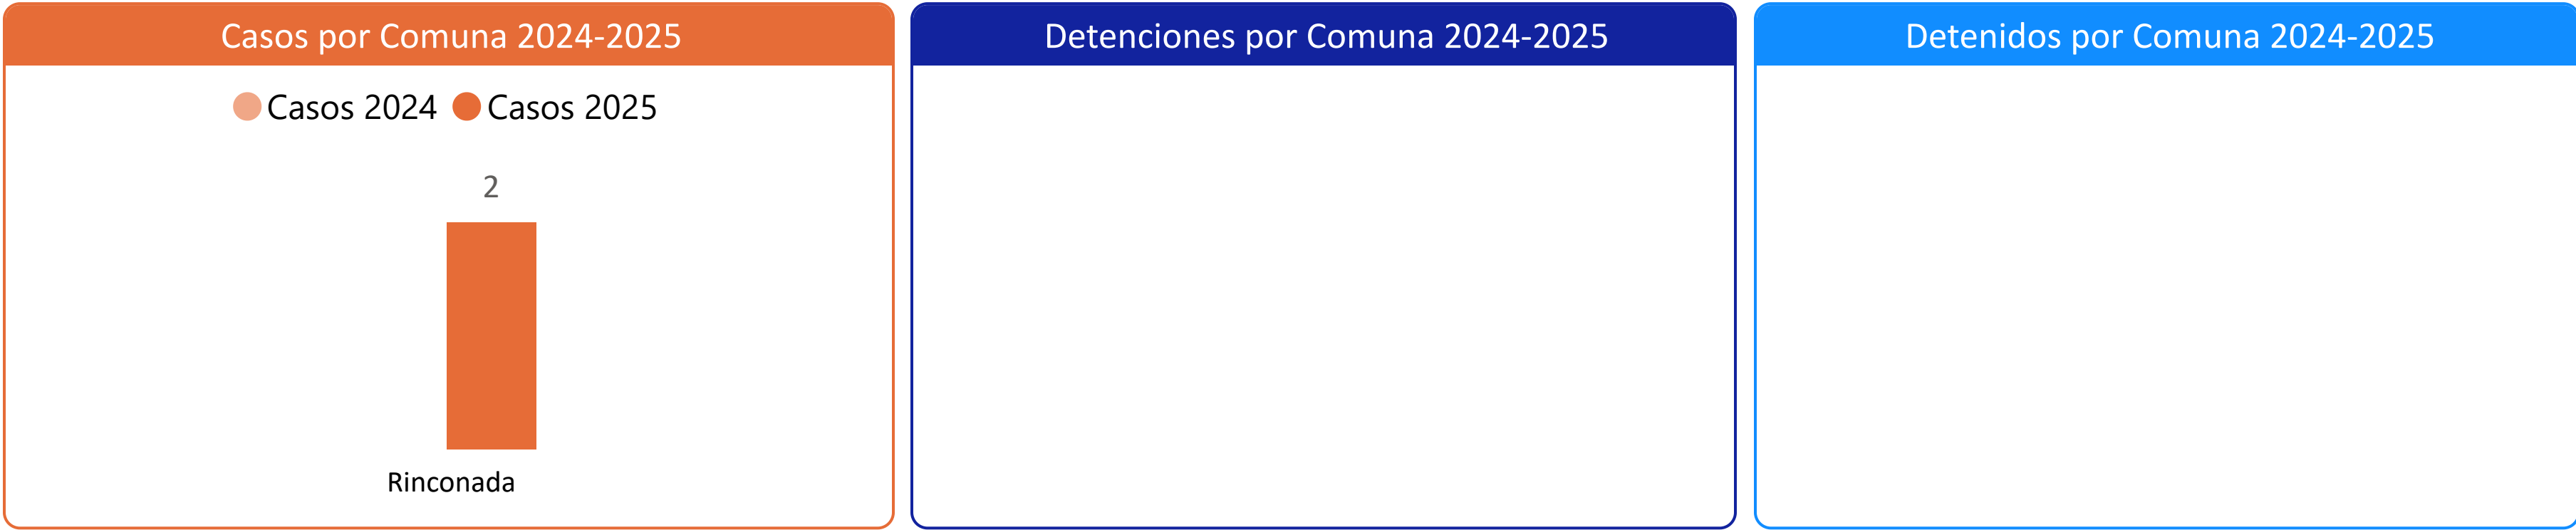 Casos por Comuna 2024-2025
Casos 2024 Casos 2025
2
Rinconada
Detenciones por Comuna 2024-2025
Detenidos por Comuna 2024-2025